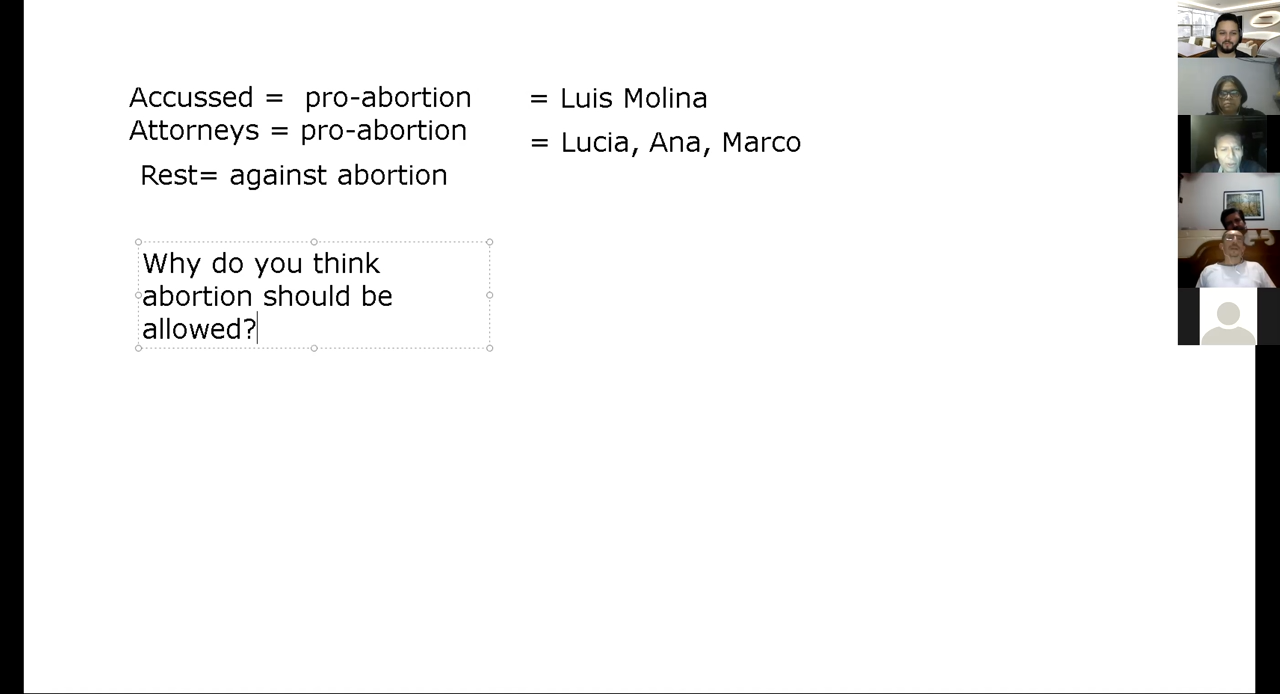 Accussed = pro-abortion = Luis Molina
Attorneys = pro-abortion = Lucia, Ana, Marco
Rest= against abortion
Why do you think
abortion should be
allowed?